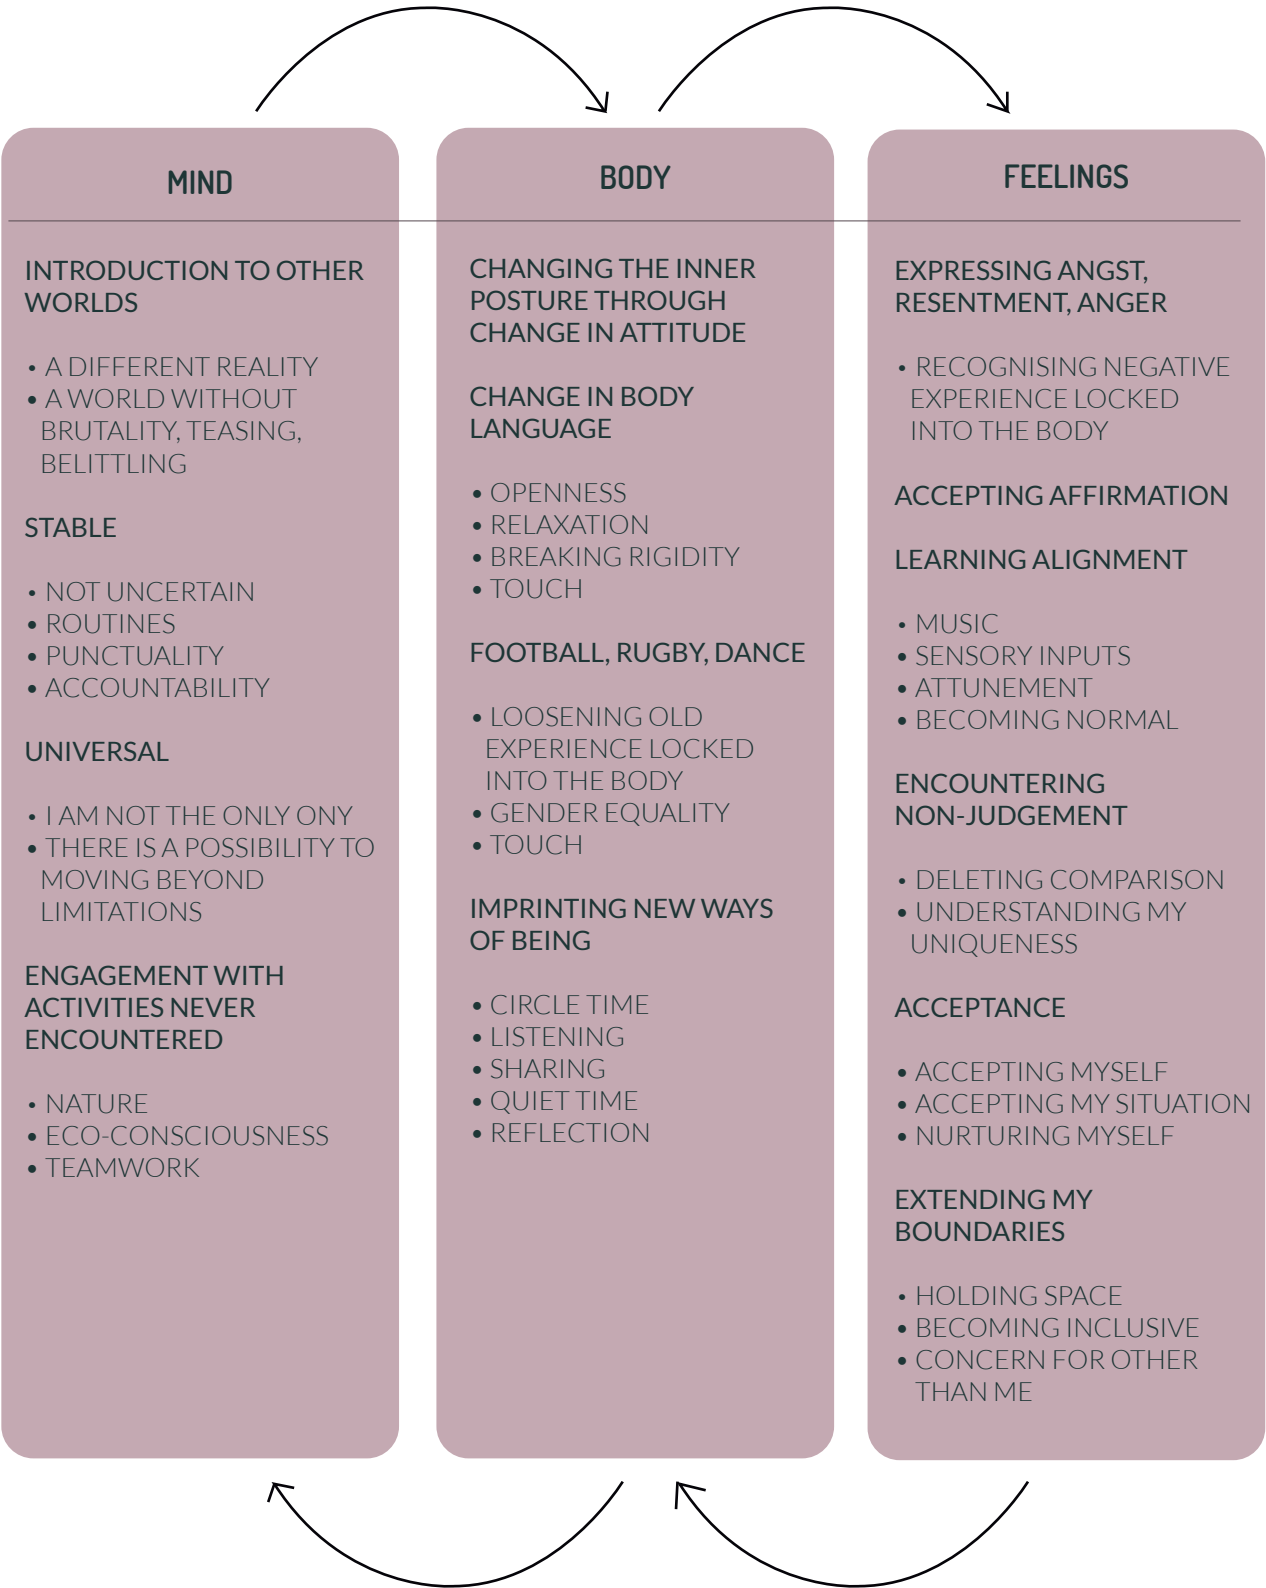 MIND
INTRODUCTION TO OTHER
WORLDS
• A DIFFERENT REALITY
• A WORLD WITHOUT
BRUTALITY, TEASING,
BELITTLING
STABLE
• NOT UNCERTAIN
• ROUTINES
• PUNCTUALITY
• ACCOUNTABILITY
UNIVERSAL
• I AM NOT THE ONLY ONY
• THERE IS A POSSIBILITY TO
MOVING BEYOND
LIMITATIONS
ENGAGEMENT WITH
ACTIVITIES NEVER
ENCOUNTERED
• NATURE
• ECO-CONSCIOUSNESS
• TEAMWORK
BODY
CHANGING THE INNER
POSTURE THROUGH
CHANGE IN ATTITUDE
CHANGE IN BODY
LANGUAGE
• OPENNESS
• RELAXATION
• BREAKING RIGIDITY
• TOUCH
FOOTBALL, RUGBY, DANCE
• LOOSENING OLD
EXPERIENCE LOCKED
INTO THE BODY
• GENDER EQUALITY
• TOUCH
IMPRINTING NEW WAYS
OF BEING
• CIRCLE TIME
• LISTENING
• SHARING
• QUIET TIME
• REFLECTION
FEELINGS
EXPRESSING ANGST,
RESENTMENT, ANGER
• RECOGNISING NEGATIVE
EXPERIENCE LOCKED
INTO THE BODY
ACCEPTING AFFIRMATION
LEARNING ALIGNMENT
• MUSIC
• SENSORY INPUTS
• ATTUNEMENT
• BECOMING NORMAL
ENCOUNTERING
NON-JUDGEMENT
• DELETING COMPARISON
• UNDERSTANDING MY
UNIQUENESS
ACCEPTANCE
• ACCEPTING MYSELF
• ACCEPTING MY SITUATION
• NURTURING MYSELF
EXTENDING MY
BOUNDARIES
• HOLDING SPACE
• BECOMING INCLUSIVE
• CONCERN FOR OTHER
THAN ME